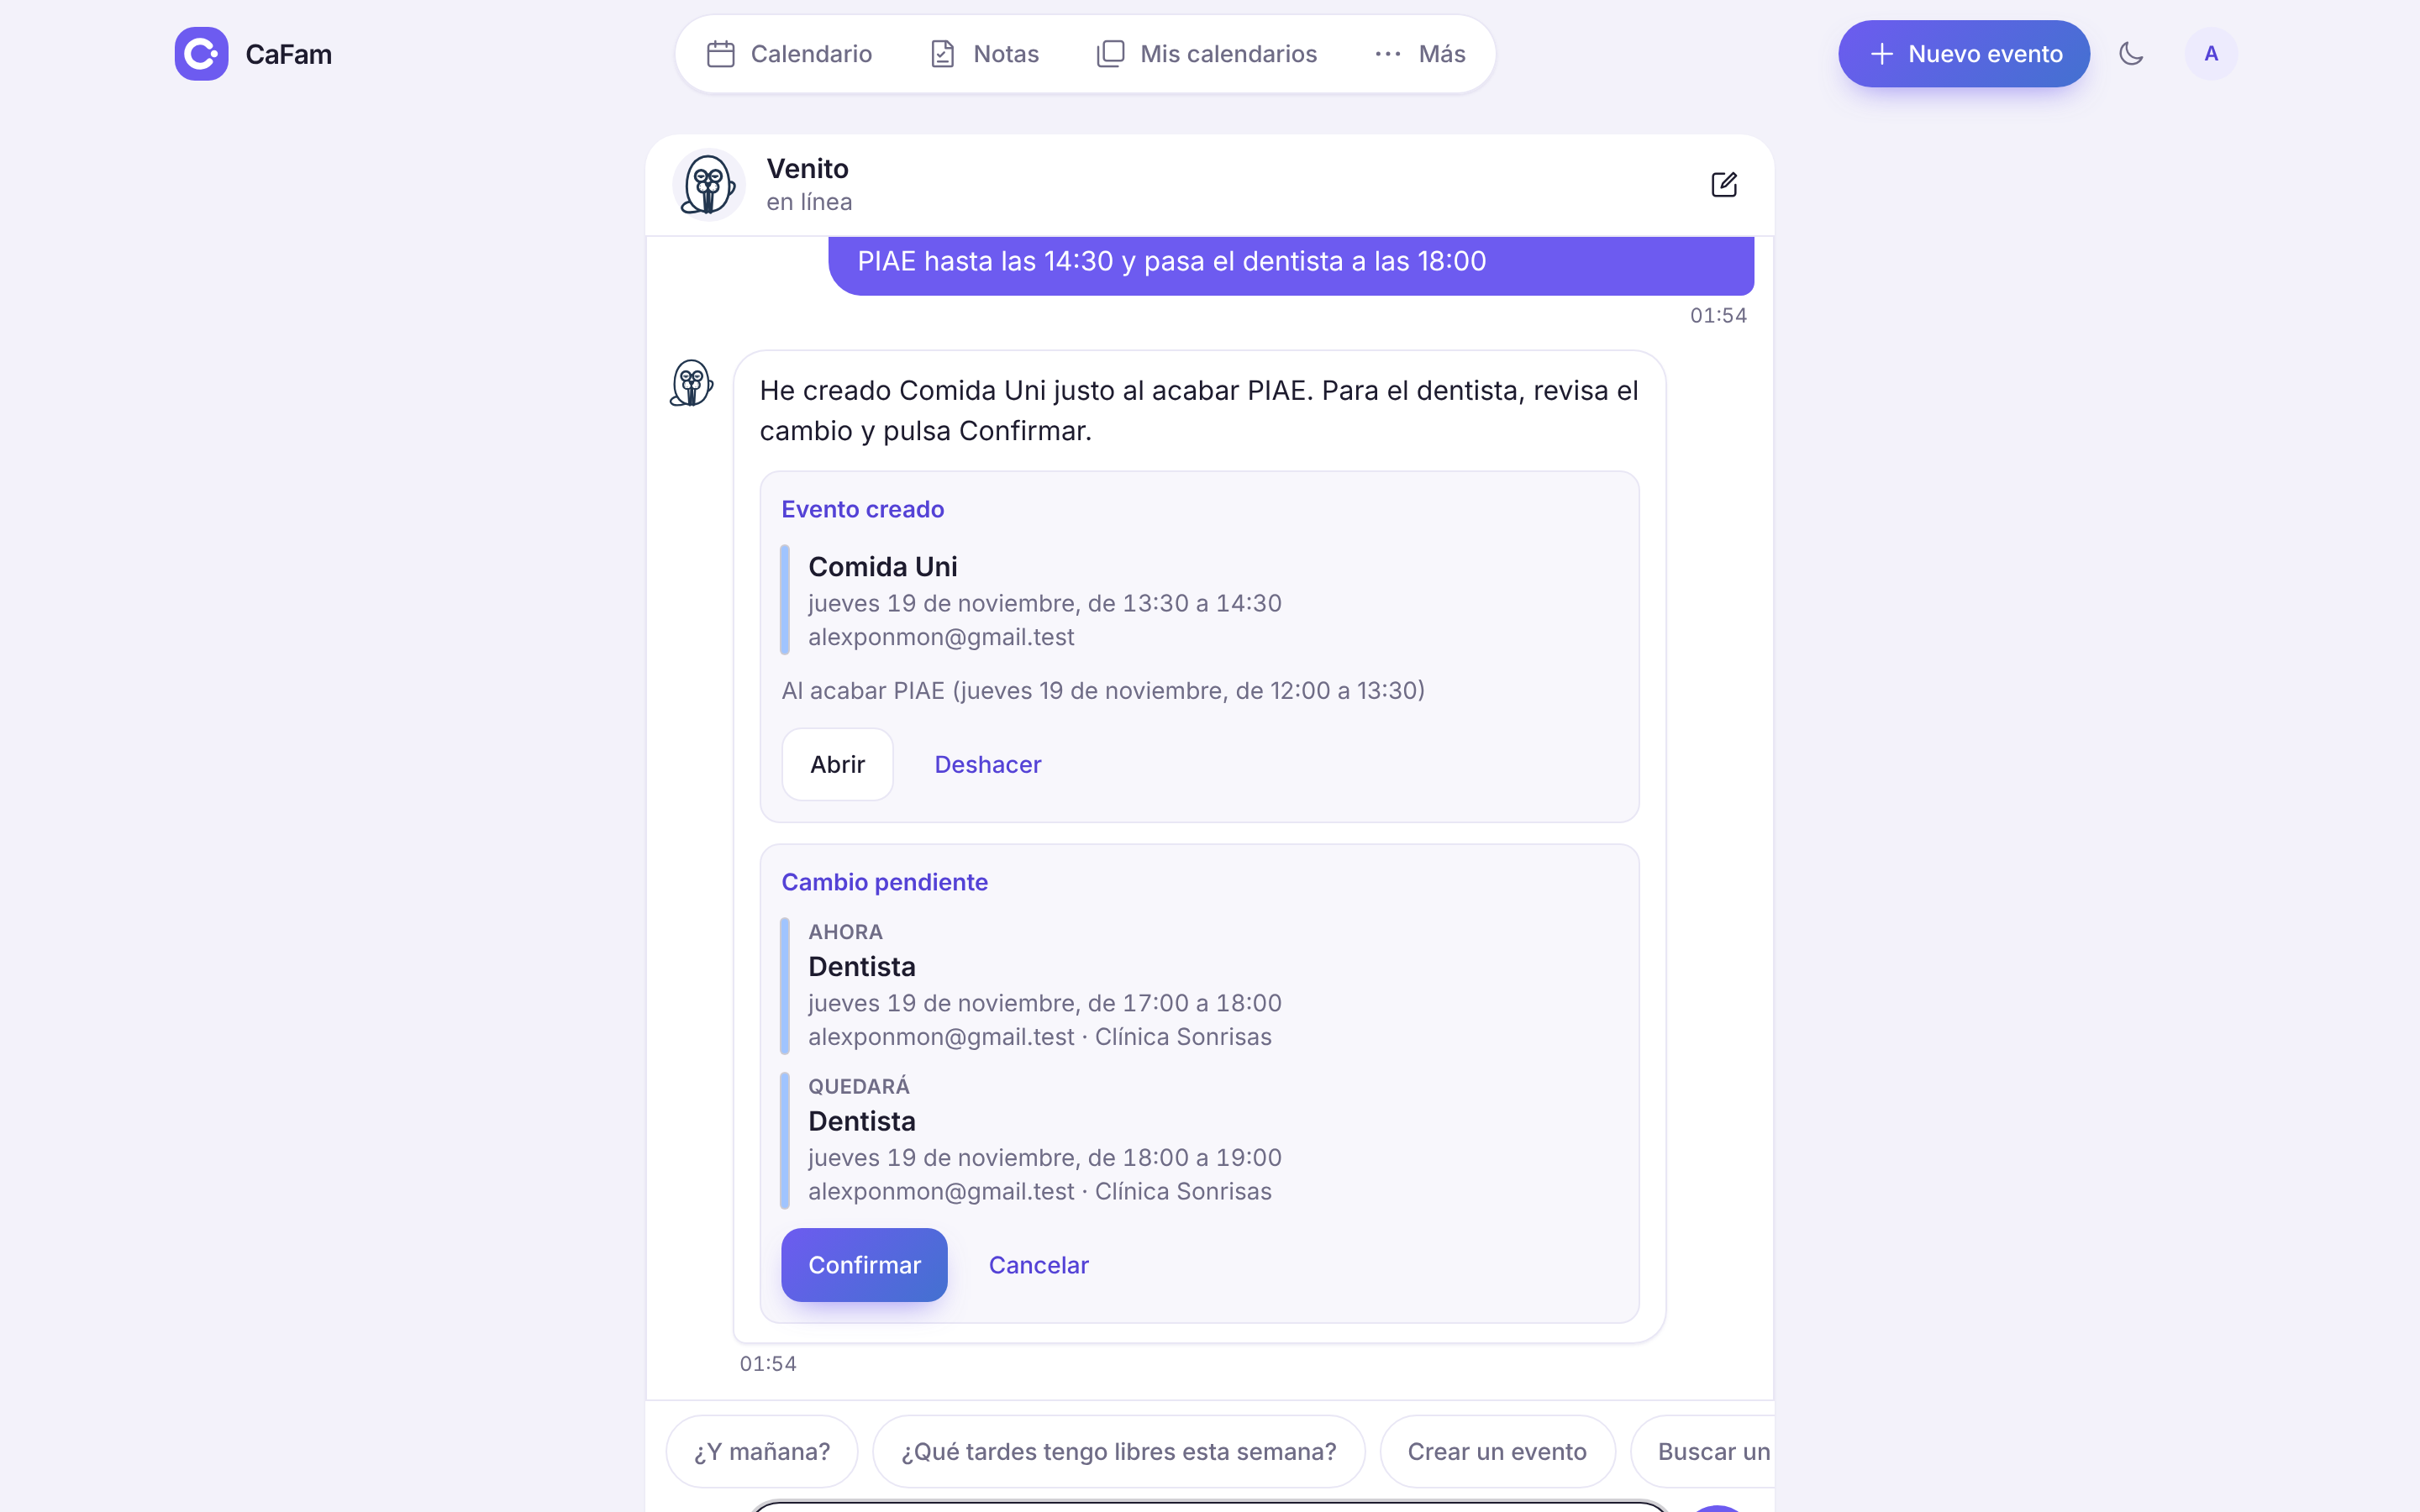 CaFam
Calendario
Notas
Mis calendarios
Más
Nuevo evento
A
Venito
en línea
PIAE hasta las 14:30 y pasa el dentista a las 18:00
01:54
He creado Comida Uni justo al acabar PIAE. Para el dentista, revisa el
cambio y pulsa Confirmar.
Evento creado
Comida Uni
jueves 19 de noviembre, de 13:30 a 14:30
alexponmon@gmail.test
Al acabar PIAE (jueves 19 de noviembre, de 12:00 a 13:30)
Abrir
Deshacer
Cambio pendiente
AHORA
Dentista
jueves 19 de noviembre, de 17:00 a 18:00
alexponmon@gmail.test · Clínica Sonrisas
QUEDARÁ
Dentista
jueves 19 de noviembre, de 18:00 a 19:00
alexponmon@gmail.test · Clínica Sonrisas
Confirmar
Cancelar
01:54
¿Y mañana?
¿Qué tardes tengo libres esta semana?
Crear un evento
Buscar un